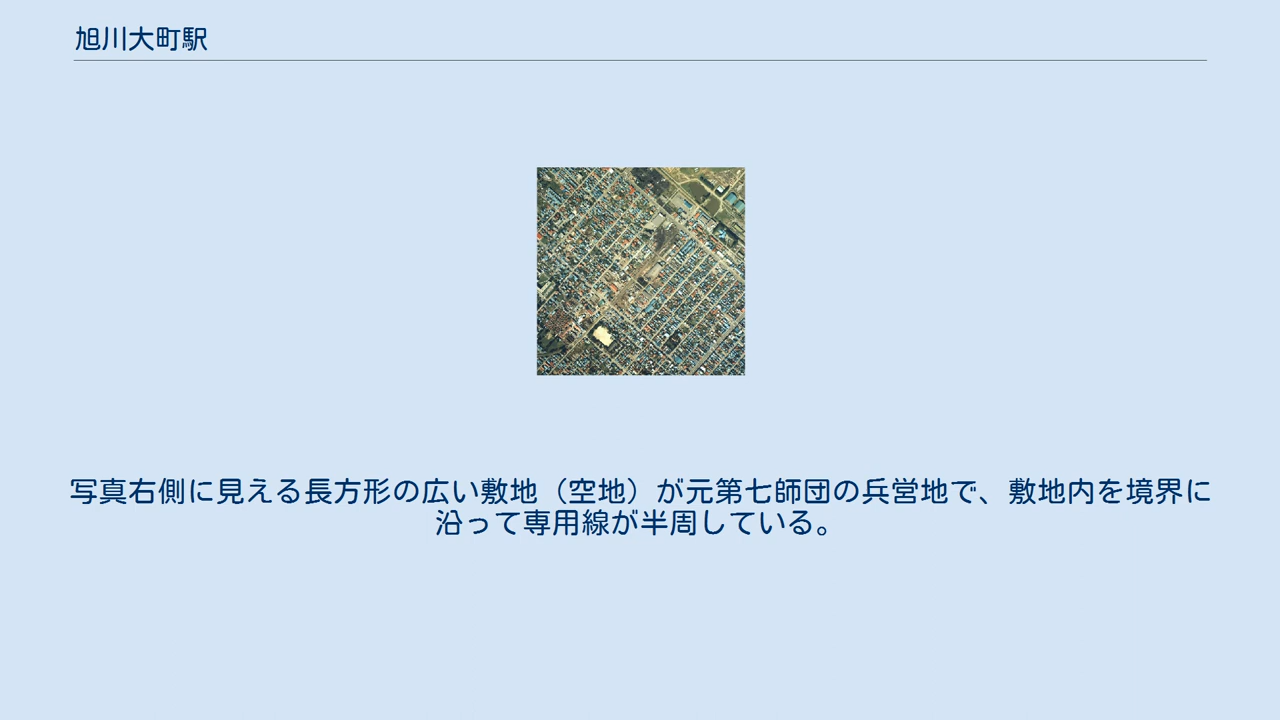 旭川大町駅
写真右側に見える長方形の広い敷地（空地）が元第七師団の兵営地で、敷地内を境界に
沿って専用線が半周している。